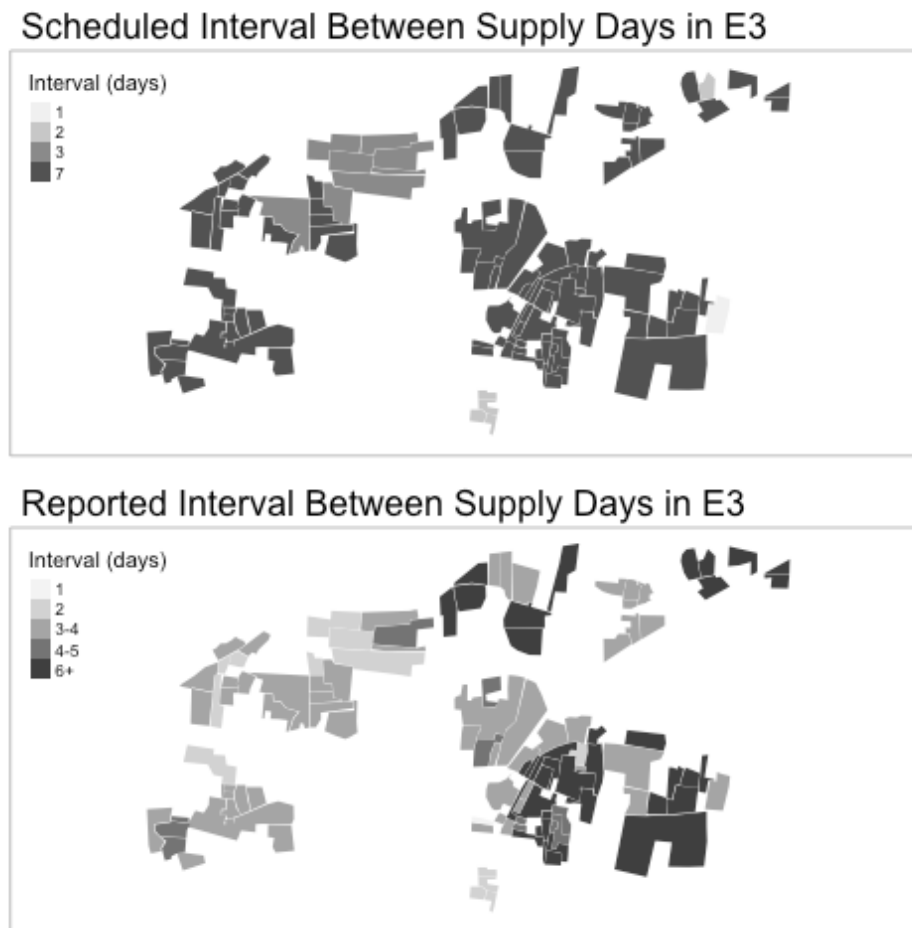 Scheduled Interval Between Supply Days in E3
Interval (days)
1
2
3
7
Reported Interval Between Supply Days in E3
Interval (days)
1
2
3-4
4-5
6+